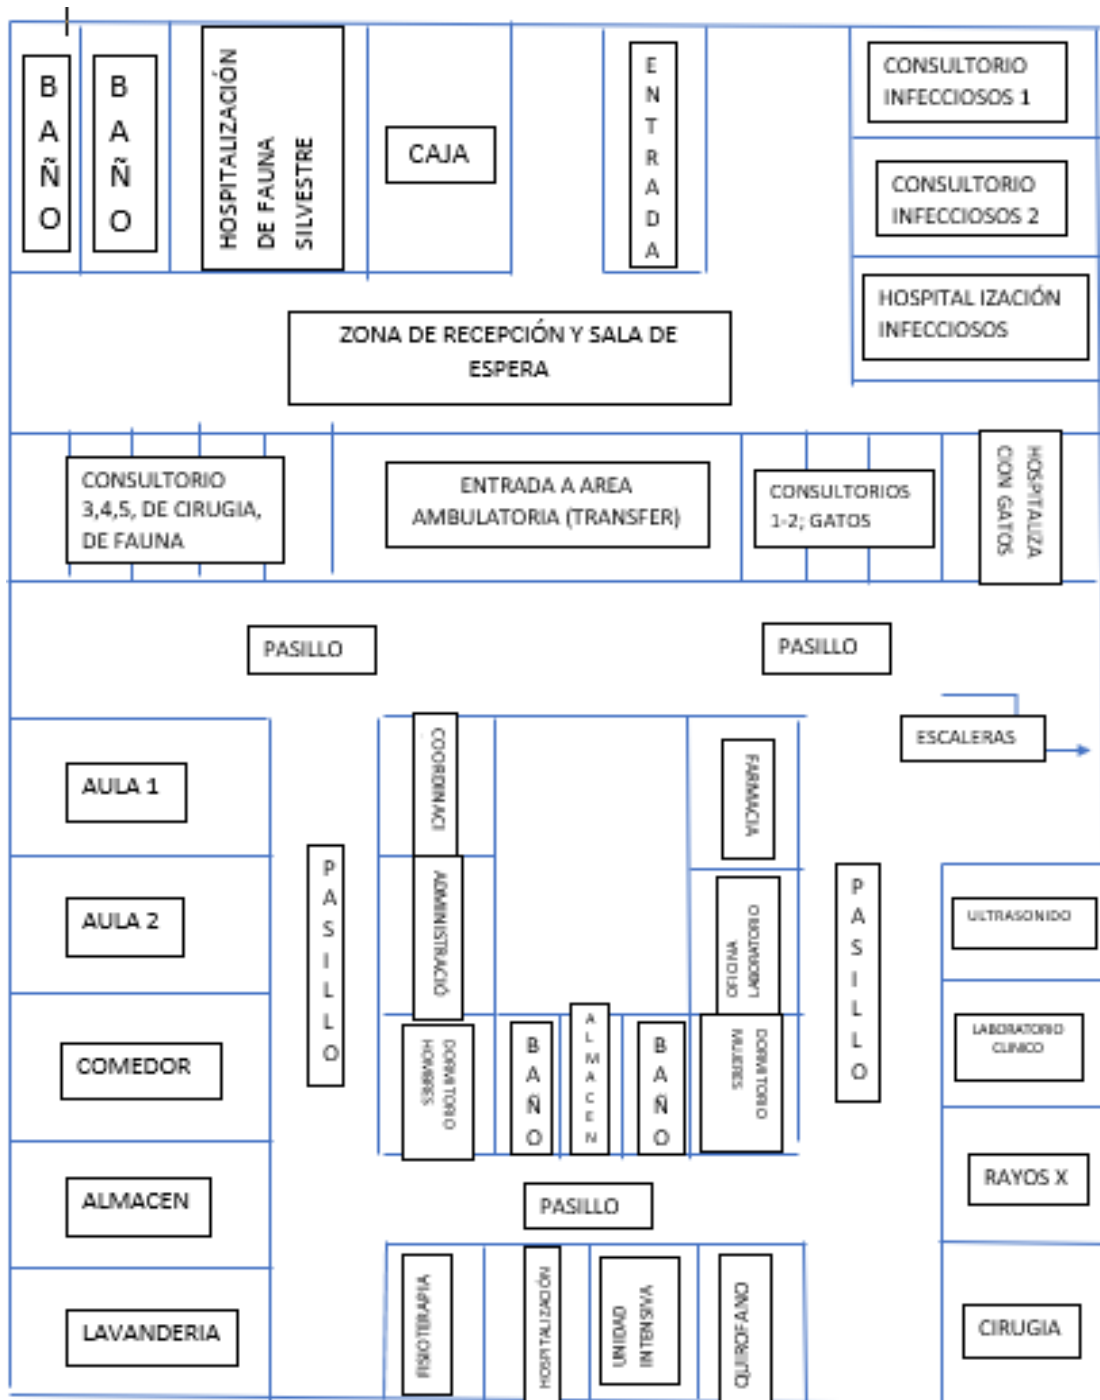 BAÑO
BAÑO
HOSPITALIZACIÓN
DE FAUNA
SILVESTRE
CAJA
ENTRADA
CONSULTORIO
INFECCIOSOS 1
CONSULTORIO
INFECCIOSOS 2
HOSPITAL IZACIÓN
INFECCIOSOS
ZONA DE RECEPCIÓN Y SALA DE
ESPERA
CONSULTORIO
3,4,5, DE CIRUGIA,
DE FAUNA
ENTRADA A AREA
AMBULATORIA (TRANSFER)
CONSULTORIOS
1-2; GATOS
HOSPITALIZA
CION GATOS
PASILLO
PASILLO
ESCALERAS
AULA 1
AULA 2
COMEDOR
ALMACEN
LAVANDERIA
PASILLO
COORDINACI
ADMINISTRACIÓ
DORMITORIO
HOMBRES
BAÑO
ALMACEN
BAÑO
FARMACIA
OFICINA
LABORATORIO
DORMITORIO
MUJERES
PASILLO
ULTRASONIDO
LABORATORIO
CLINICO
RAYOS X
CIRUGIA
PASILLO
FISIOTERAPIA
HOSPITALIZACIÓN
UNIDAD
INTENSIVA
QUIROFANO